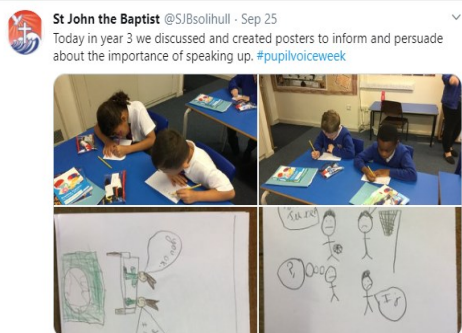 St John the Baptist @SJBsolihull · Sep 25
Today in year 3 we discussed and created posters to inform and persuade
about the importance of speaking up. #pupilvoiceweek